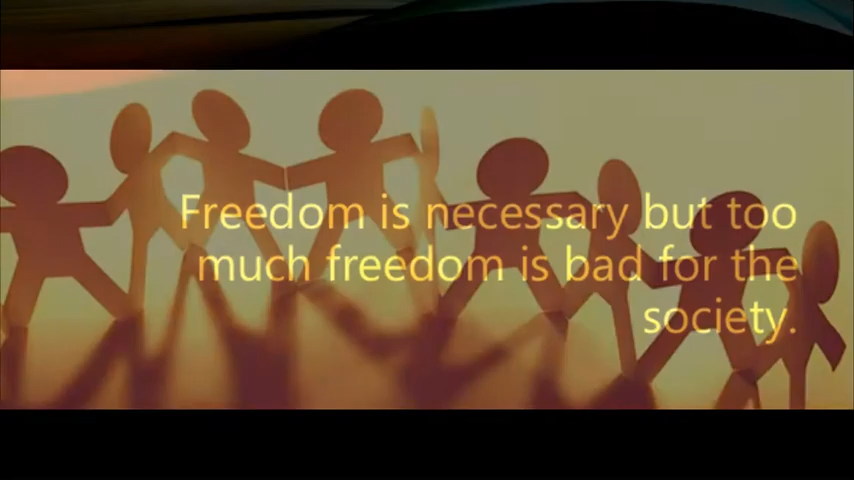 Freedom is necessary but too
much freedom is bad for the
society.